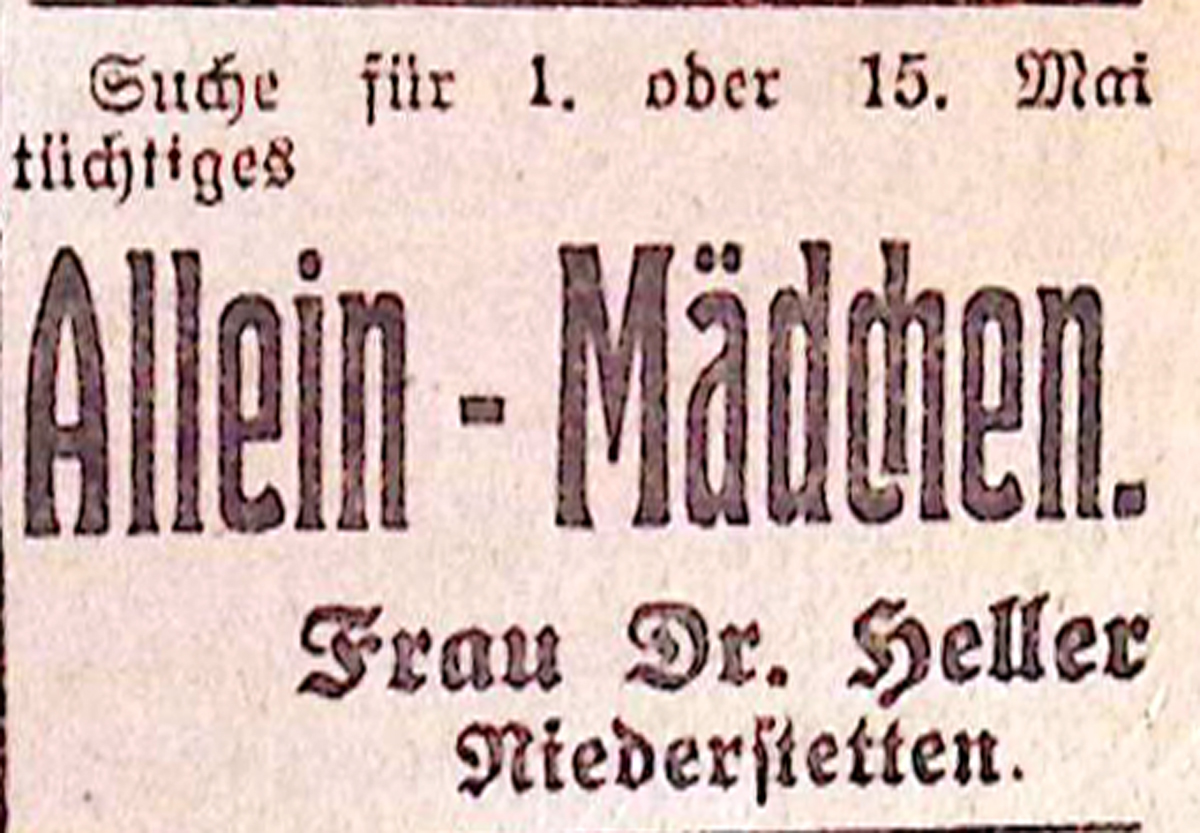 Suche für 1. oder 15. Mai
tüchtiges
Allein - Mädchen.
Frau Dr. Heller
Niederstetten.